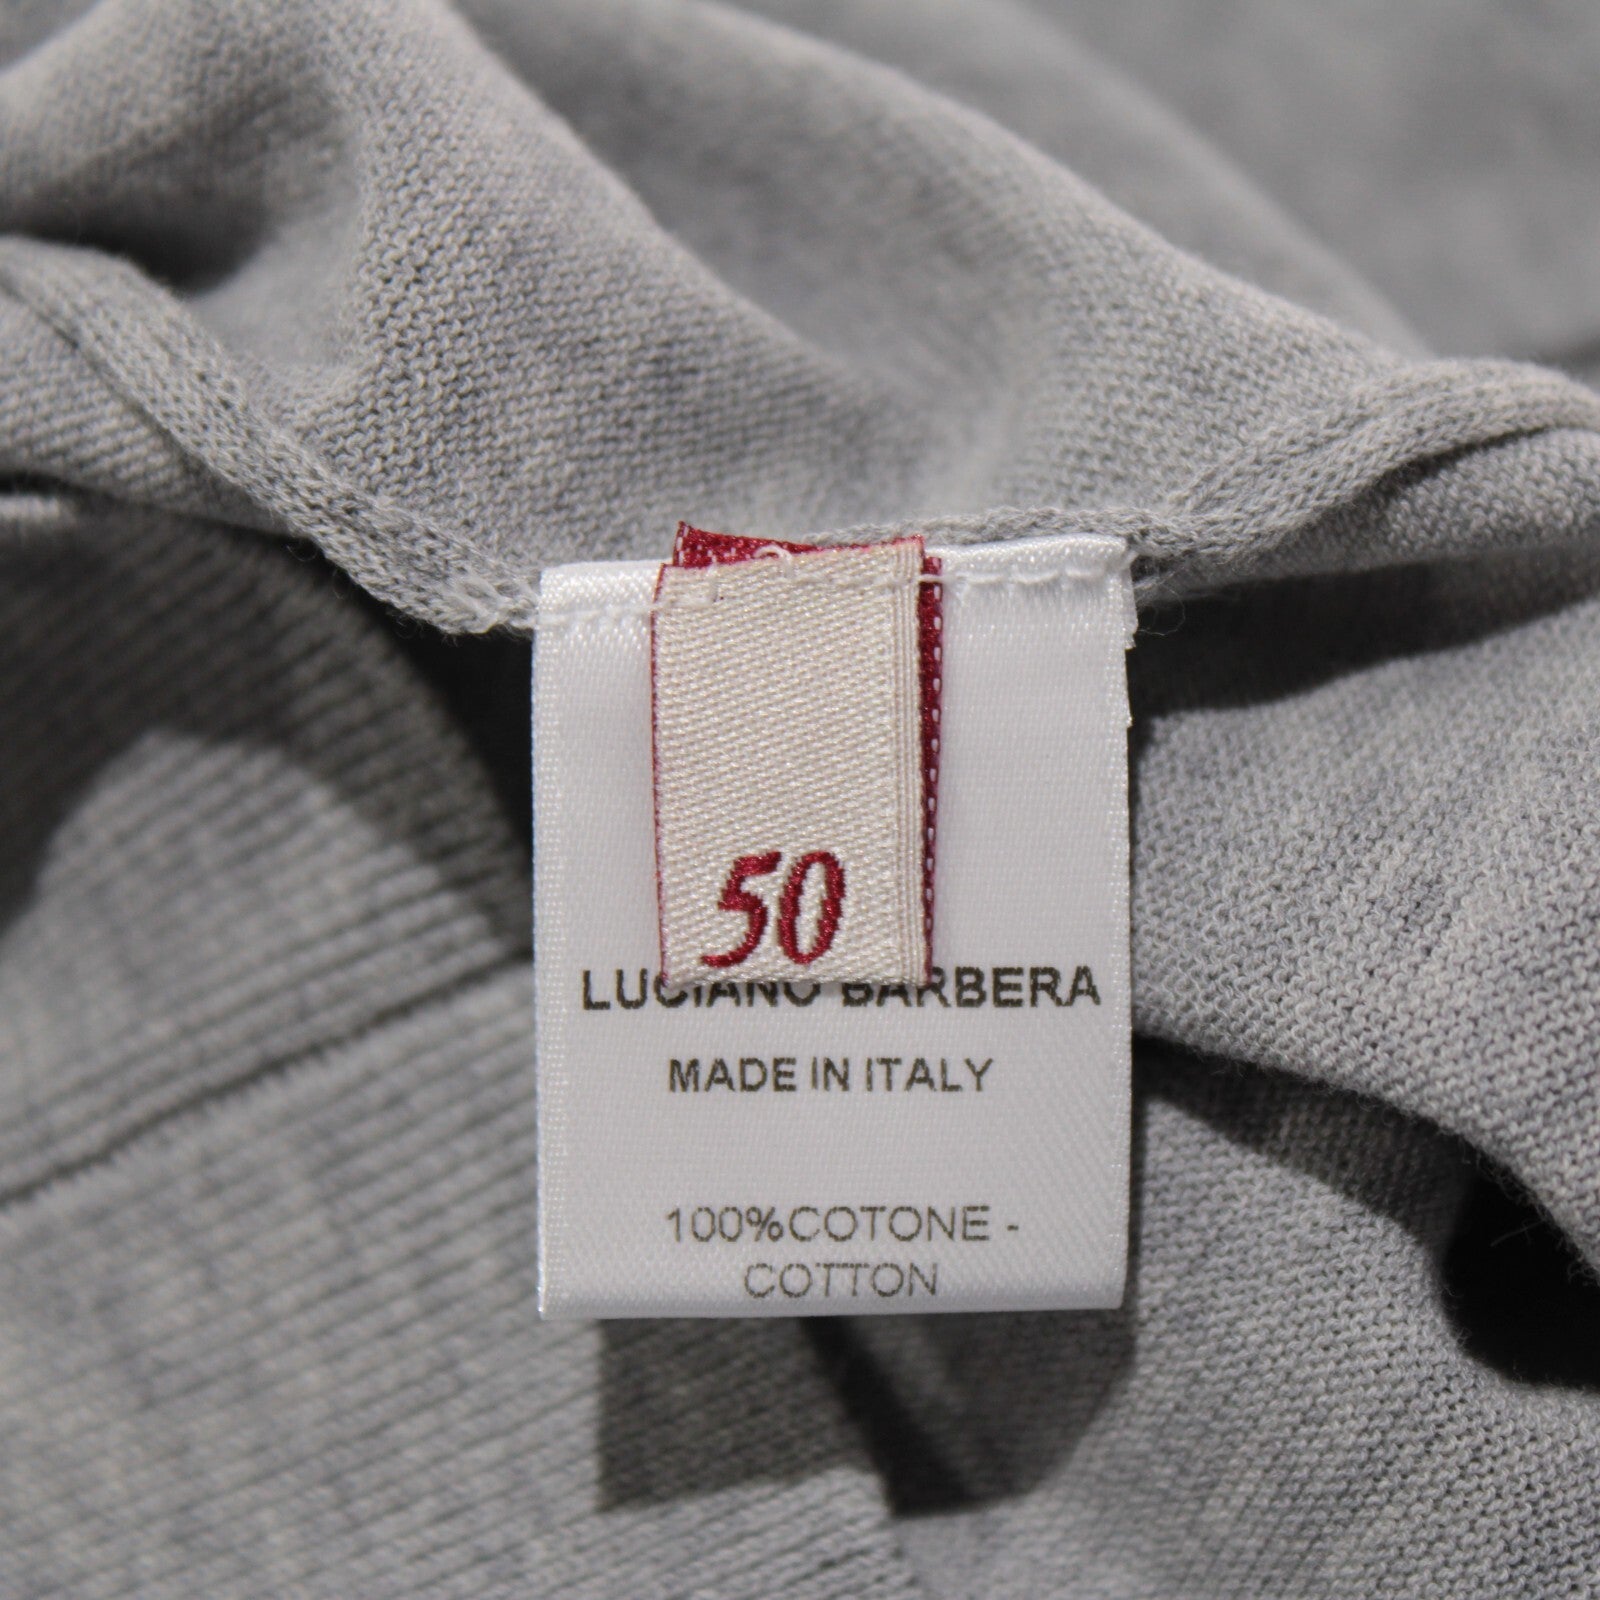 50
LUCIANO BARBERA
MADE IN ITALY
100%COTONE -
COTTON